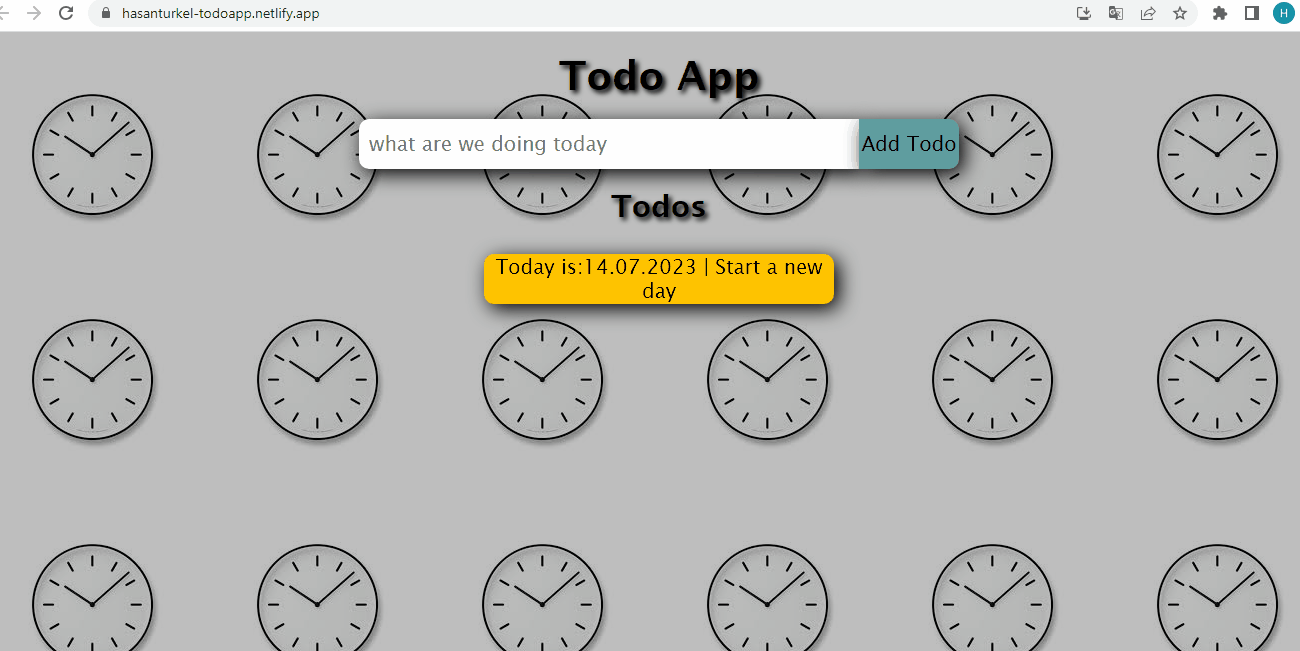 hasanturkel-todoapp.netlify.app
H
Todo App
what are we doing today
Add Todo
Todos
Today is:14.07.2023 | Start a new
day